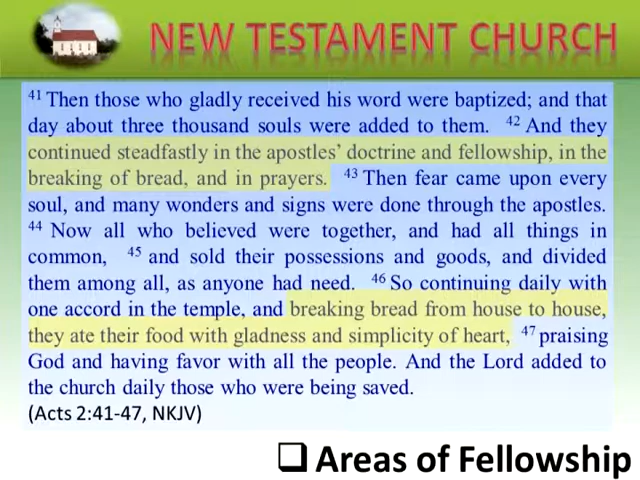 NEW TESTAMENT CHURCH
41 Then those who gladly received his word were baptized; and that
day about three thousand souls were added to them. 42 And they
continued steadfastly in the apostles’ doctrine and fellowship, in the
breaking of bread, and in prayers. 43 Then fear came upon every
soul, and many wonders and signs were done through the apostles.
44 Now all who believed were together, and had all things in
common, 45 and sold their possessions and goods, and divided
them among all, as anyone had need. 46 So continuing daily with
one accord in the temple, and breaking bread from house to house,
they ate their food with gladness and simplicity of heart, 47 praising
God and having favor with all the people. And the Lord added to
the church daily those who were being saved.
(Acts 2:41-47, NKJV)
❑ Areas of Fellowship